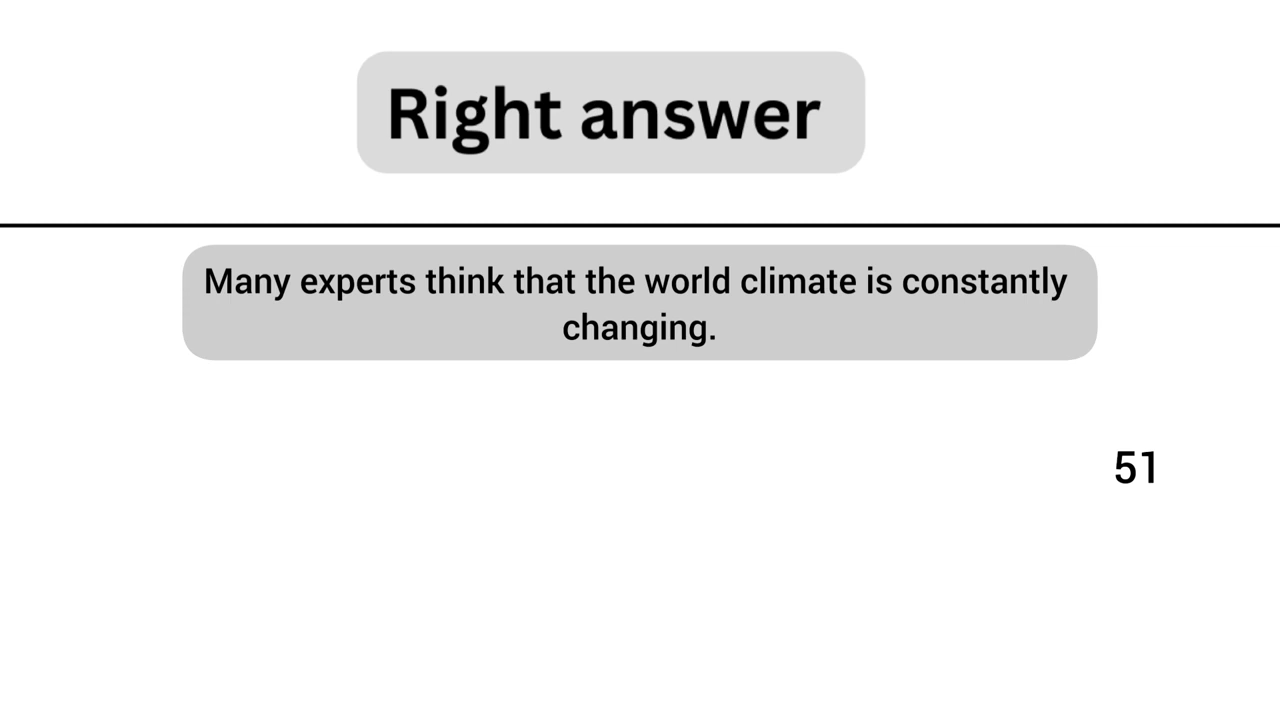 Right answer
Many experts think that the world climate is constantly
changing.
51